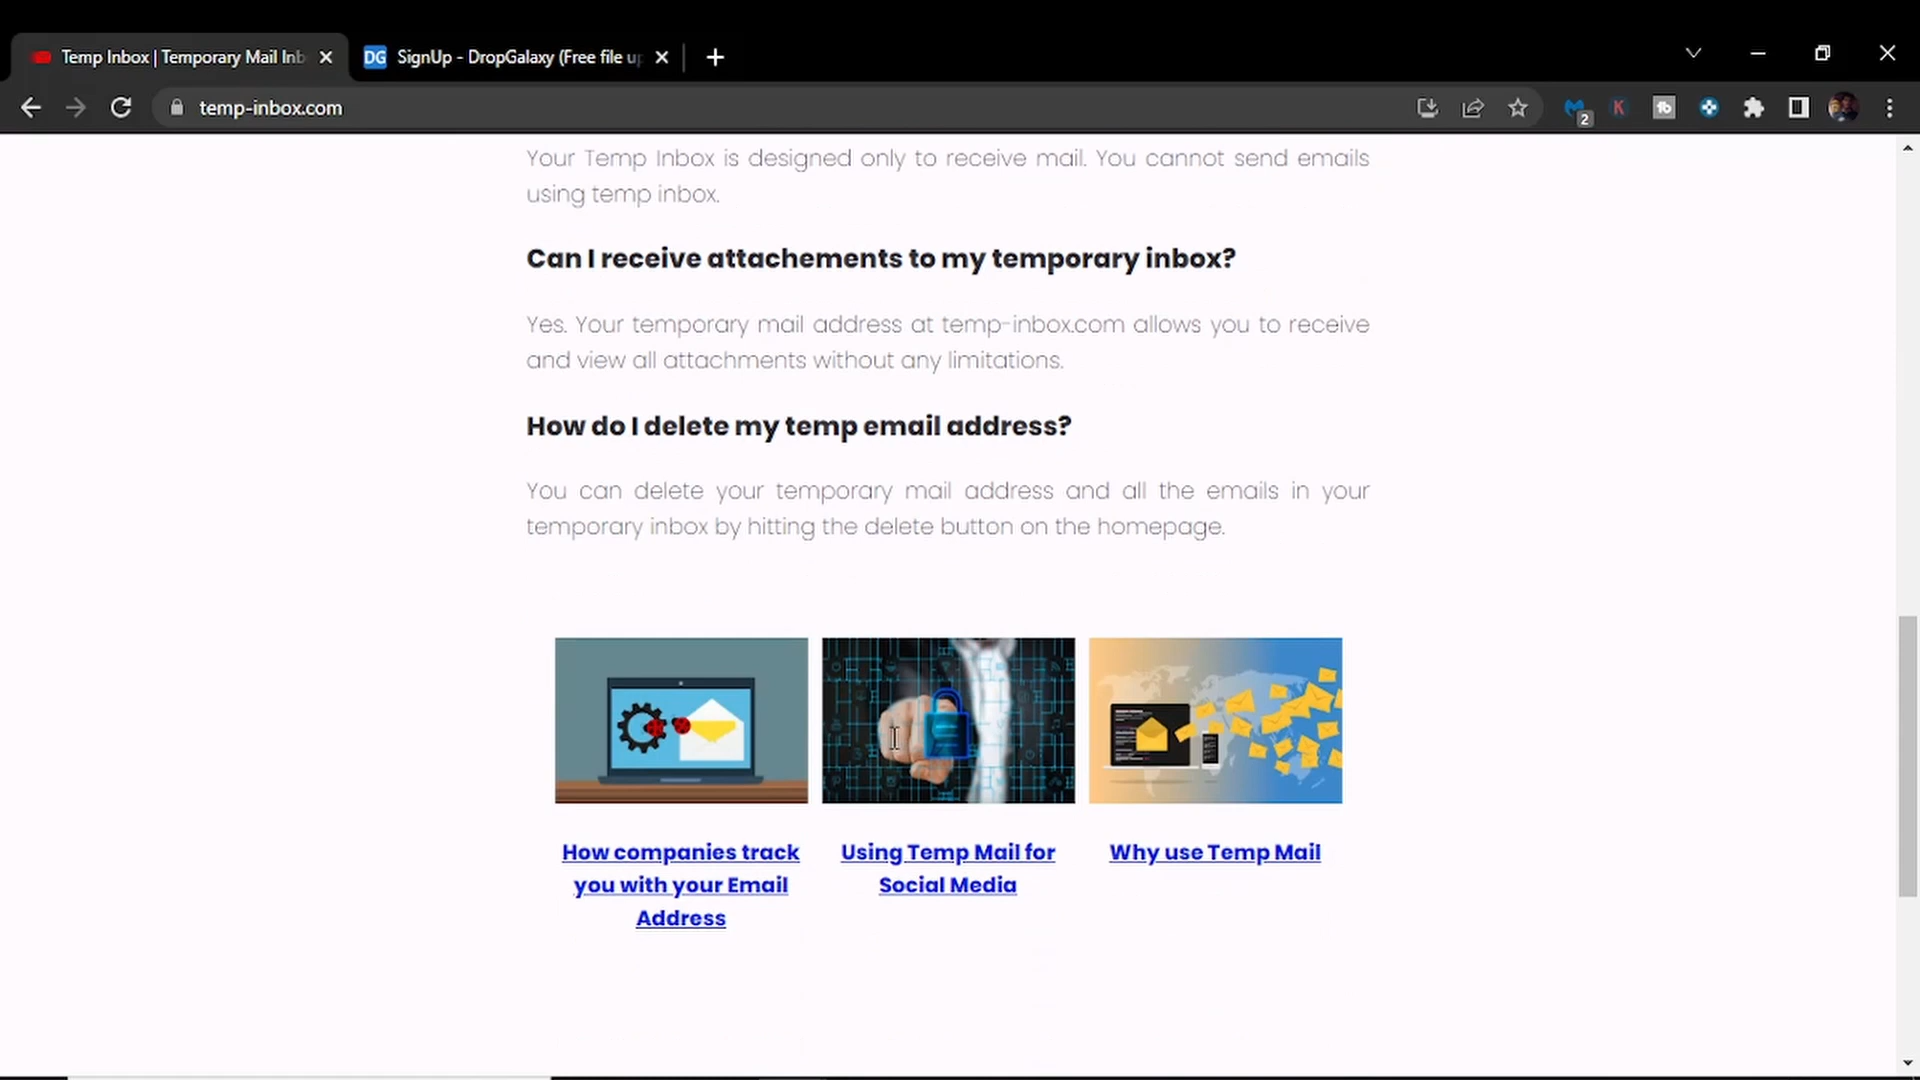 Temp Inbox | Temporary Mail Inb
DG SignUp - DropGalaxy (Free file up
temp-inbox.com
K
tb
2
Your Temp Inbox is designed only to receive mail. You cannot send emails
using temp inbox.
Can I receive attachements to my temporary inbox?
Yes. Your temporary mail address at temp-inbox.com allows you to receive
and view all attachments without any limitations.
How do I delete my temp email address?
You can delete your temporary mail address and all the emails in your
temporary inbox by hitting the delete button on the homepage.
How companies track
you with your Email
Address
Using Temp Mail for
Social Media
Why use Temp Mail